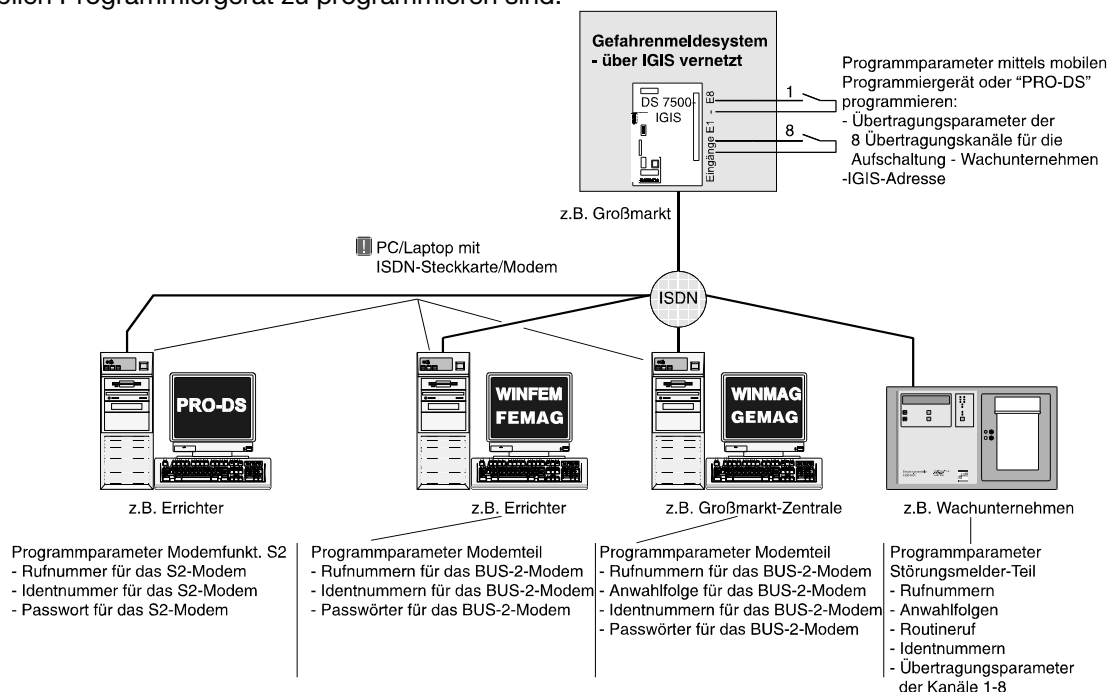 blien Programmiergerät zu programmieren sind.
Gefahrenmeldesystem
- über IGIS vernetzt
DS 7500-
IGIS
Eingänge E1 - E8
1
8
Programmparameter mittels mobilen
Programmiergerät oder "PRO-DS"
programmieren:
- Übertragungsparameter der
8 Übertragungskanäle für die
Aufschaltung - Wachunternehmen
-IGIS-Adresse
z.B. Großmarkt
PC/Laptop mit
ISDN-Steckkarte/Modem
ISDN
PRO-DS
WINFEM
FEMAG
WINMAG
GEMAG
z.B. Errichter
z.B. Errichter
z.B. Großmarkt-Zentrale
z.B. Wachunternehmen
Programmparameter Modemfunkt. S2
- Rufnummer für das S2-Modem
- Identnummer für das S2-Modem
- Passwort für das S2-Modem
Programmparameter Modemteil
- Rufnummern für das BUS-2-Modem
- Identnummern für das BUS-2-Modem
- Passwörter für das BUS-2-Modem
Programmparameter Modemteil
- Rufnummern für das BUS-2-Modem
- Anwahlfolge für das BUS-2-Modem
- Identnummern für das BUS-2-Modem
- Passwörter für das BUS-2-Modem
Programmparameter
Störungsmelder-Teil
- Rufnummern
- Anwahlfolgen
- Routineruf
- Identnummern
- Übertragungsparameter
der Kanäle 1-8